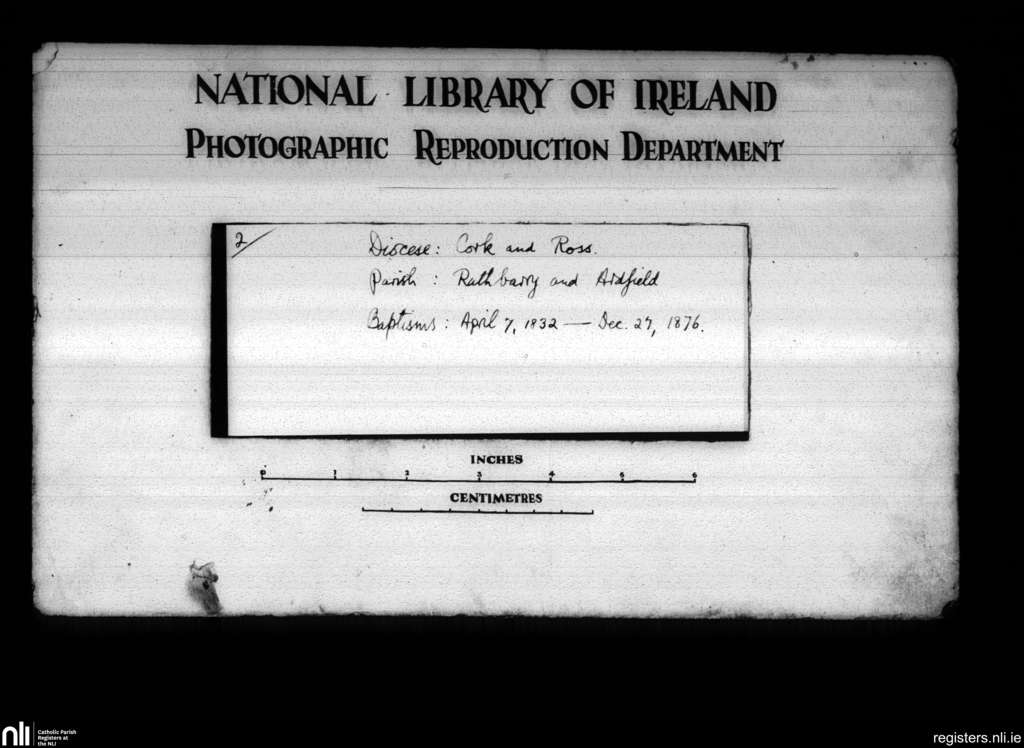 NATIONAL LIBRARY OF IRELAND
PHOTOGRAPHIC REPRODUCTION DEPARTMENT
2/
Diocese: Cork and Ross.
Parish: Rathbarry and Ardfield
Baptisms: April 7, 1832 — Dec. 27, 1876.
INCHES
0 1 2 3 4 5 6
CENTIMETRES
nli
Catholic Parish
Registers at
the NLI
registers.nli.ie